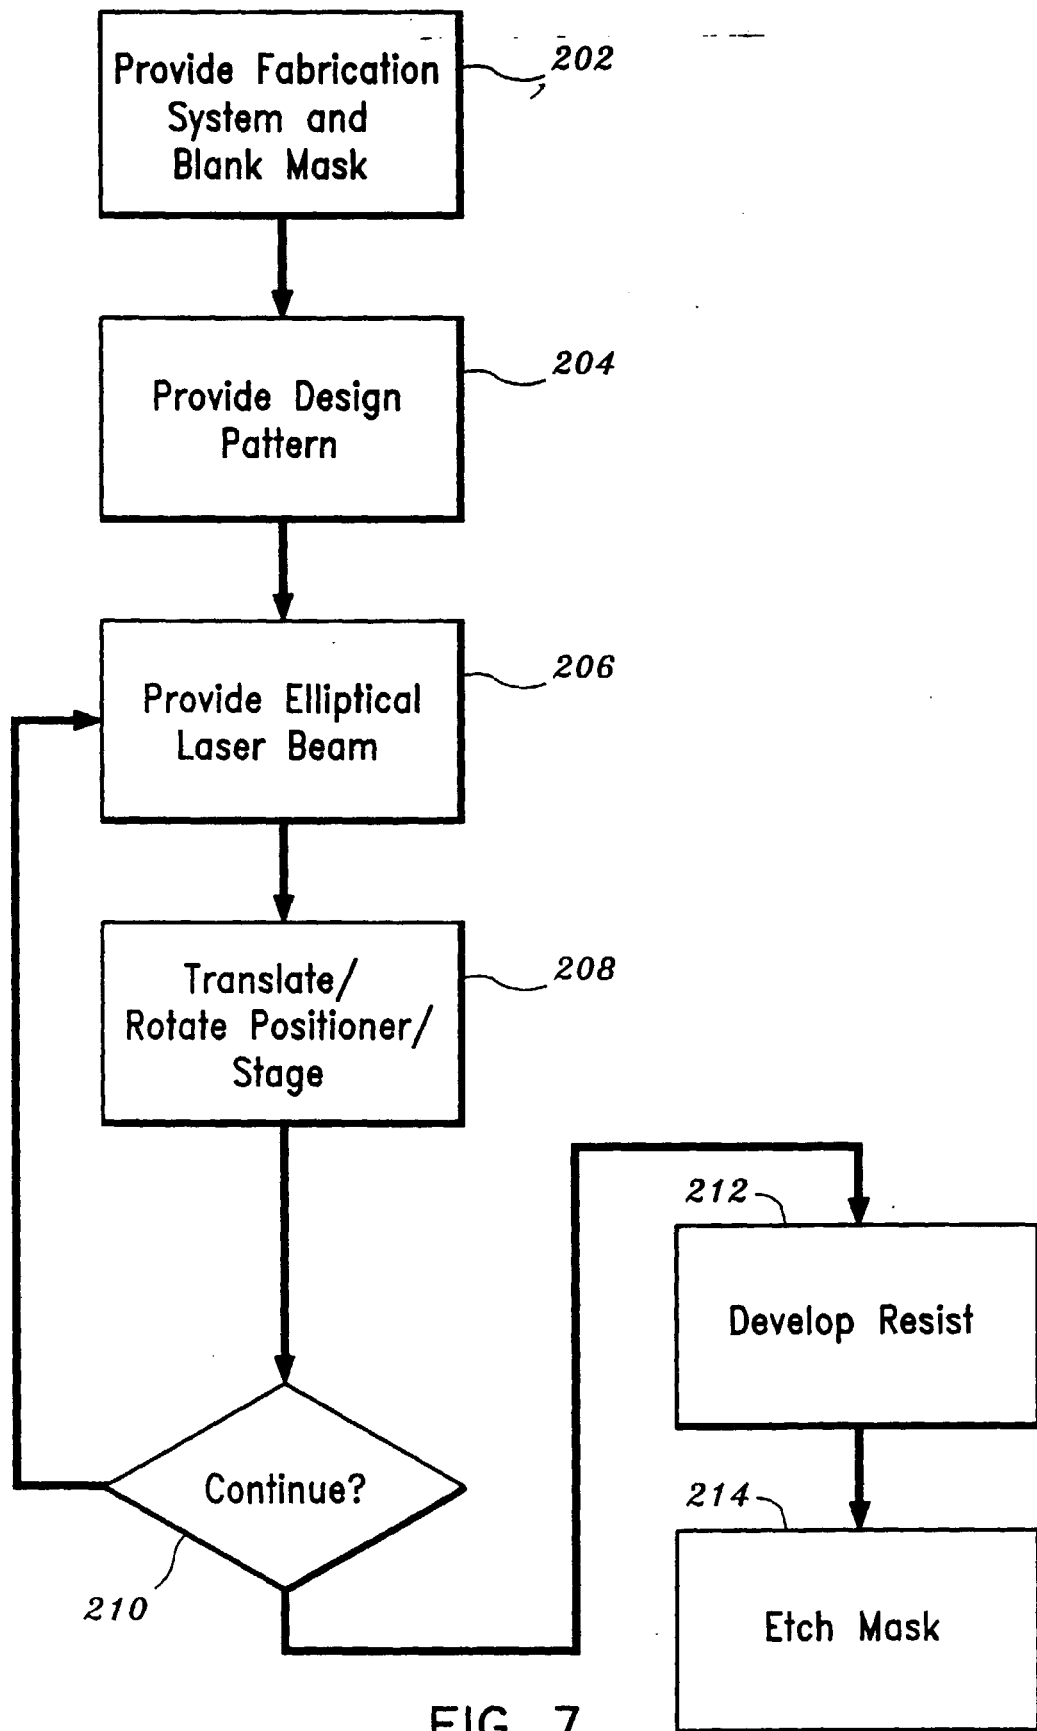 Provide Fabrication
System and
Blank Mask
202
Provide Design
Pattern
204
Provide Elliptical
Laser Beam
206
Translate/
Rotate Positioner/
Stage
208
Continue?
210
212
Develop Resist
214
Etch Mask
FIG. 7